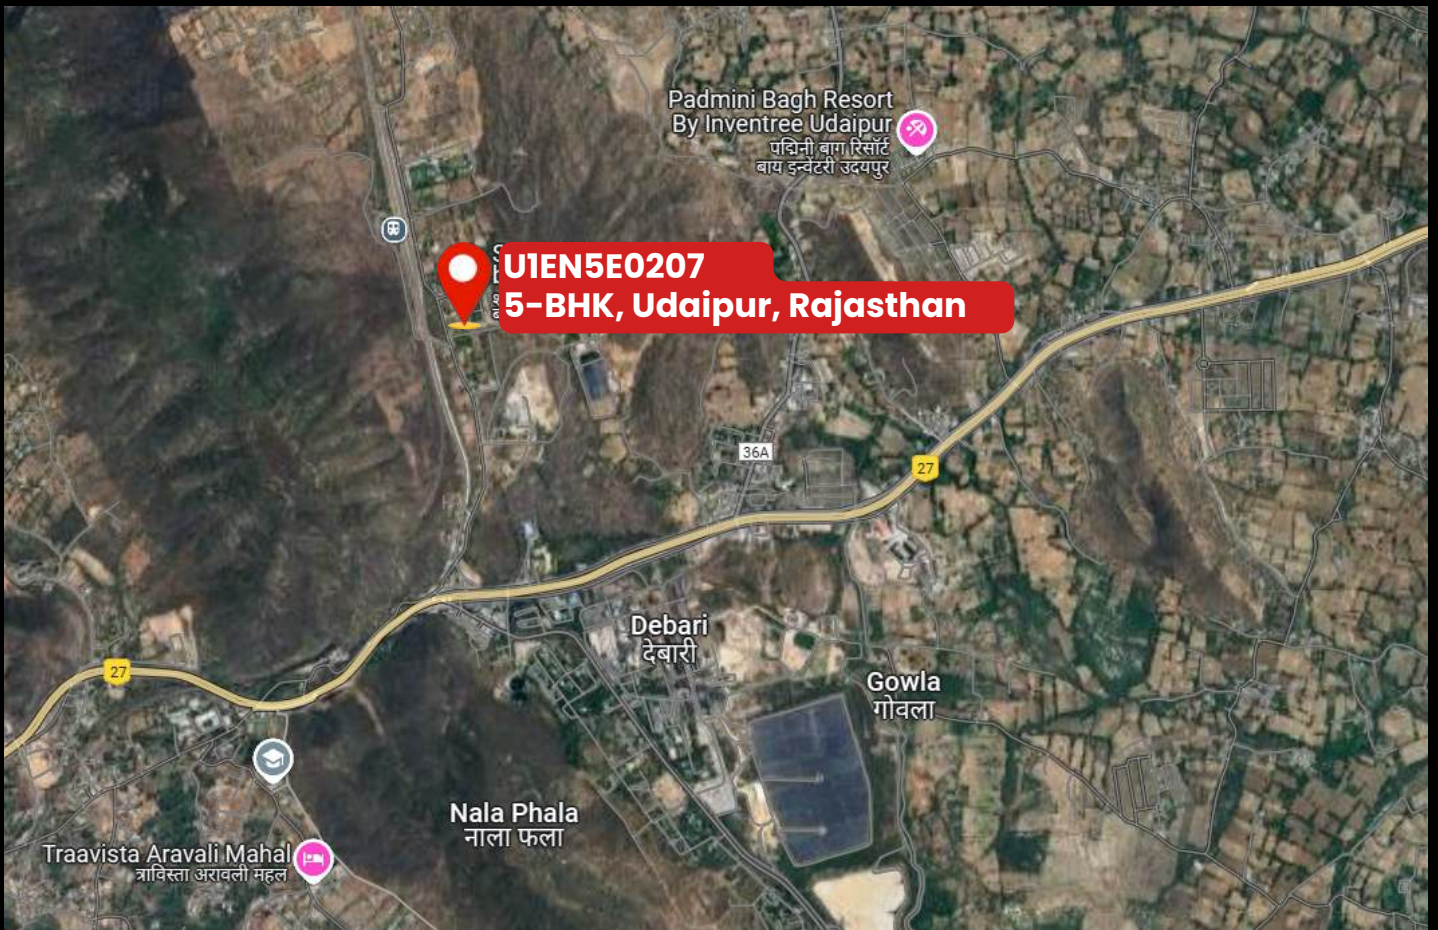 Padmini Bagh Resort
By Inventree Udaipur
पद्मिनी बाग रिसॉर्ट
बाय इन्वेंटरी उदयपुर
U1EN5E0207
5-BHK, Udaipur, Rajasthan
36A
27
Debari
देबारी
27
Gowla
गोवला
Nala Phala
नाला फला
Traavista Aravali Mahal
त्राविस्ता अरावली महल